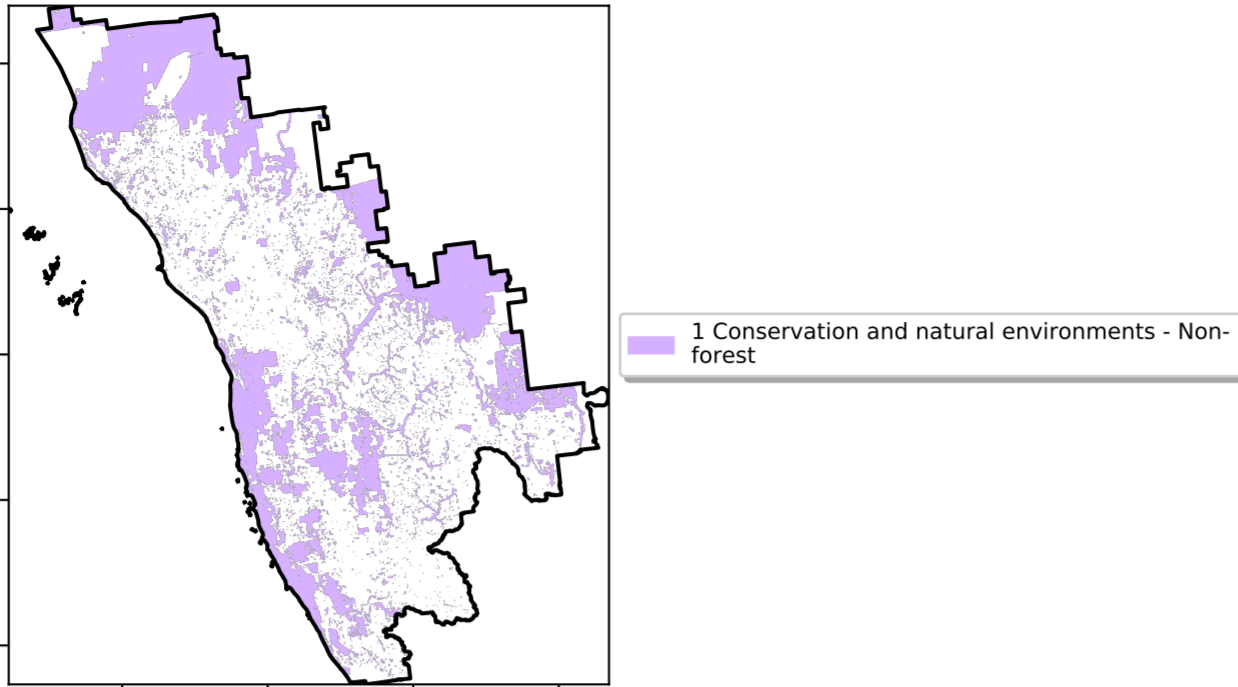 1 Conservation and natural environments - Non-
forest